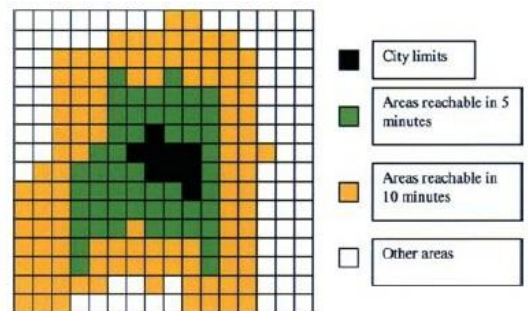 City limits
Areas reachable in 5
minutes
Areas reachable in
10 minutes
Other areas